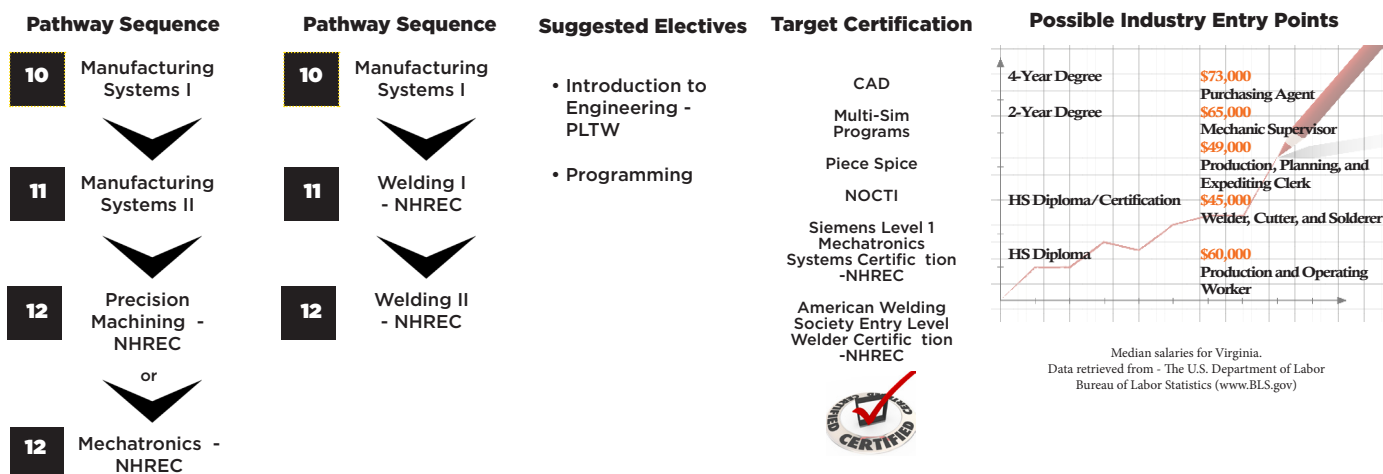 Pathway Sequence
10
Manufacturing
Systems I
11
Manufacturing
Systems II
12
Precision
Machining -
NHREC
or
12
Mechatronics -
NHREC
Pathway Sequence
10
Manufacturing
Systems I
11
Welding I
- NHREC
12
Welding II
- NHREC
Suggested Electives
• Introduction to
Engineering -
PLTW
• Programming
Target Certification
CAD
Multi-Sim
Programs
Piece Spice
NOCTI
Siemens Level 1
Mechatronics
Systems Certific tion
-NHREC
American Welding
Society Entry Level
Welder Certific tion
-NHREC
CERTIFIED
CERTIFIED
CERTIFIED
Possible Industry Entry Points
4-Year Degree
$73,000
Purchasing Agent
2-Year Degree
$65,000
Mechanic Supervisor
$49,000
Production, Planning, and
Expediting Clerk
HS Diploma/Certification
$45,000
Welder, Cutter, and Solderer
HS Diploma
$60,000
Production and Operating
Worker
Median salaries for Virginia.
Data retrieved from - The U.S. Department of Labor
Bureau of Labor Statistics (www.BLS.gov)